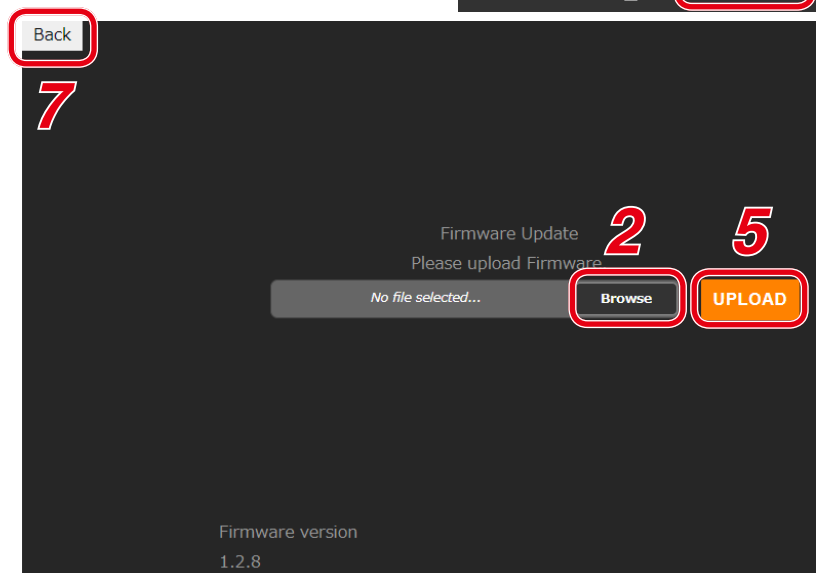 Back
7
Firmware Update
2
5
Please upload Firmware.
No file selected...
Browse
UPLOAD
Firmware version
1.2.8